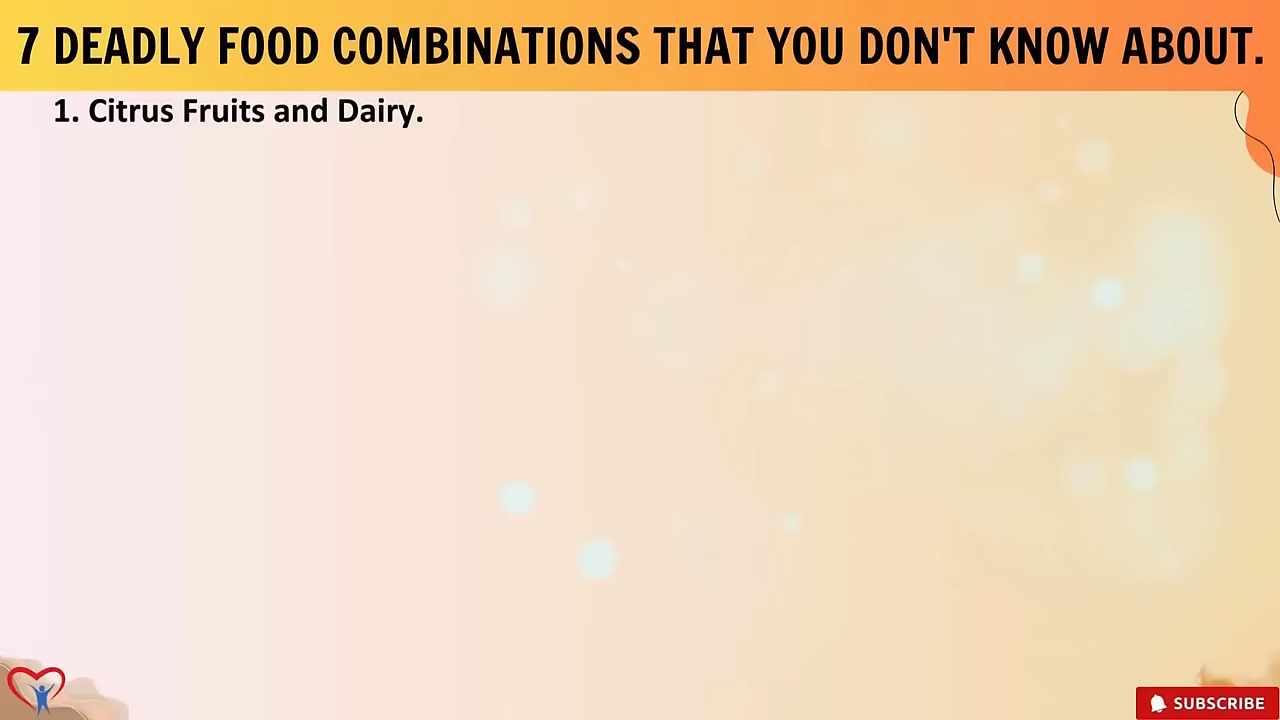 7 DEADLY FOOD COMBINATIONS THAT YOU DON'T KNOW ABOUT.
1. Citrus Fruits and Dairy.
SUBSCRIBE